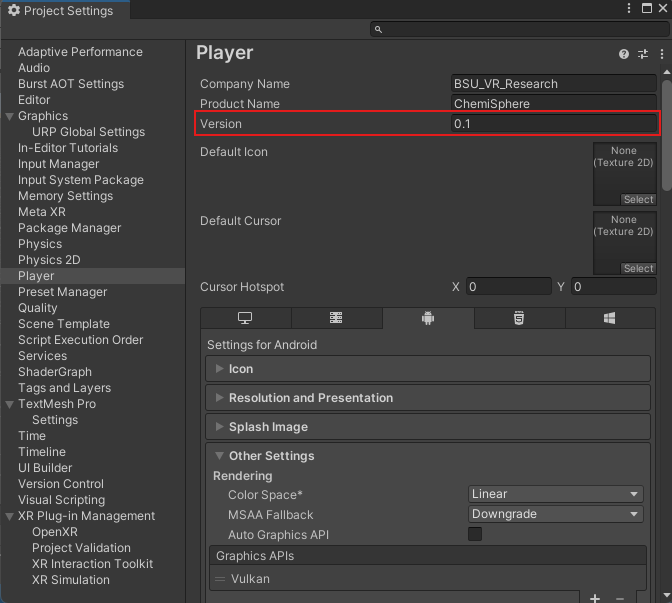 Project Settings
Adaptive Performance
Audio
Burst AOT Settings
Editor
Graphics
URP Global Settings
In-Editor Tutorials
Input Manager
Input System Package
Memory Settings
Meta XR
Package Manager
Physics
Physics 2D
Player
Preset Manager
Quality
Scene Template
Script Execution Order
Services
ShaderGraph
Tags and Layers
TextMesh Pro
Settings
Time
Timeline
UI Builder
Version Control
Visual Scripting
XR Plug-in Management
OpenXR
Project Validation
XR Interaction Toolkit
XR Simulation
Player
Company Name BSU_VR_Research
Product Name ChemiSphere
Version 0.1
Default Icon
None
(Texture 2D)
Select
Default Cursor
None
(Texture 2D)
Select
Cursor Hotspot X 0 Y 0
Settings for Android
Icon
Resolution and Presentation
Splash Image
Other Settings
Rendering
Color Space* Linear
MSAA Fallback Downgrade
Auto Graphics API
Graphics APIs
Vulkan